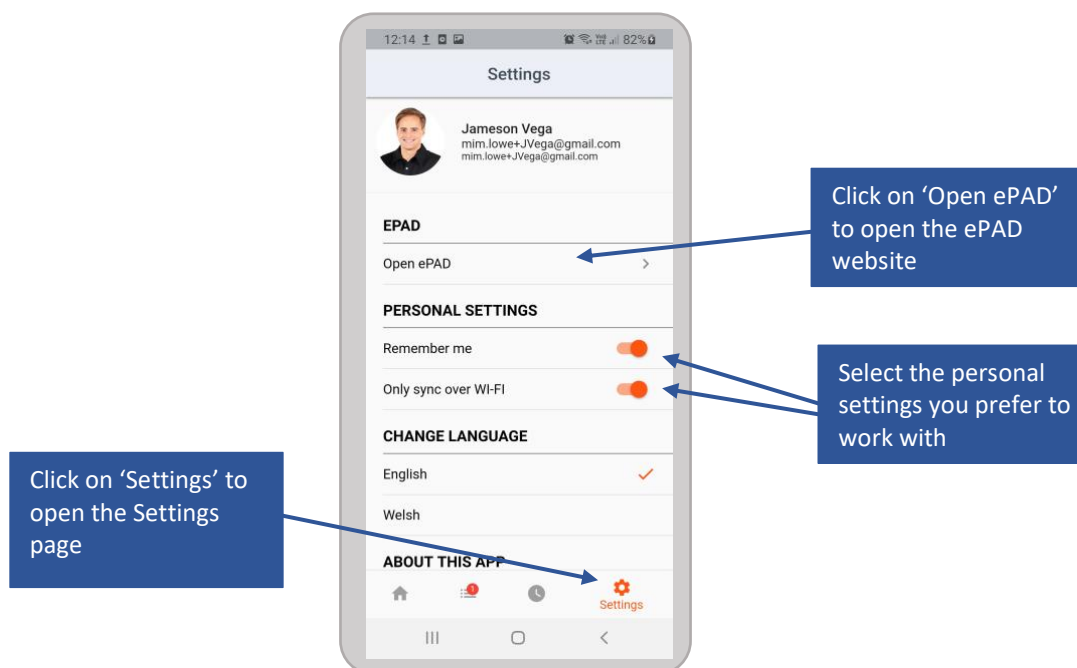 12:14
82%
Settings
Jameson Vega
mim.lowe+JVega@gmail.com
mim.lowe+JVega@gmail.com
EPAD
Open ePAD
PERSONAL SETTINGS
Remember me
Only sync over WI-FI
CHANGE LANGUAGE
English
Welsh
ABOUT THIS APP
1
Settings
Click on ‘Open ePAD’
to open the ePAD
website
Select the personal
settings you prefer to
work with
Click on ‘Settings’ to
open the Settings
page